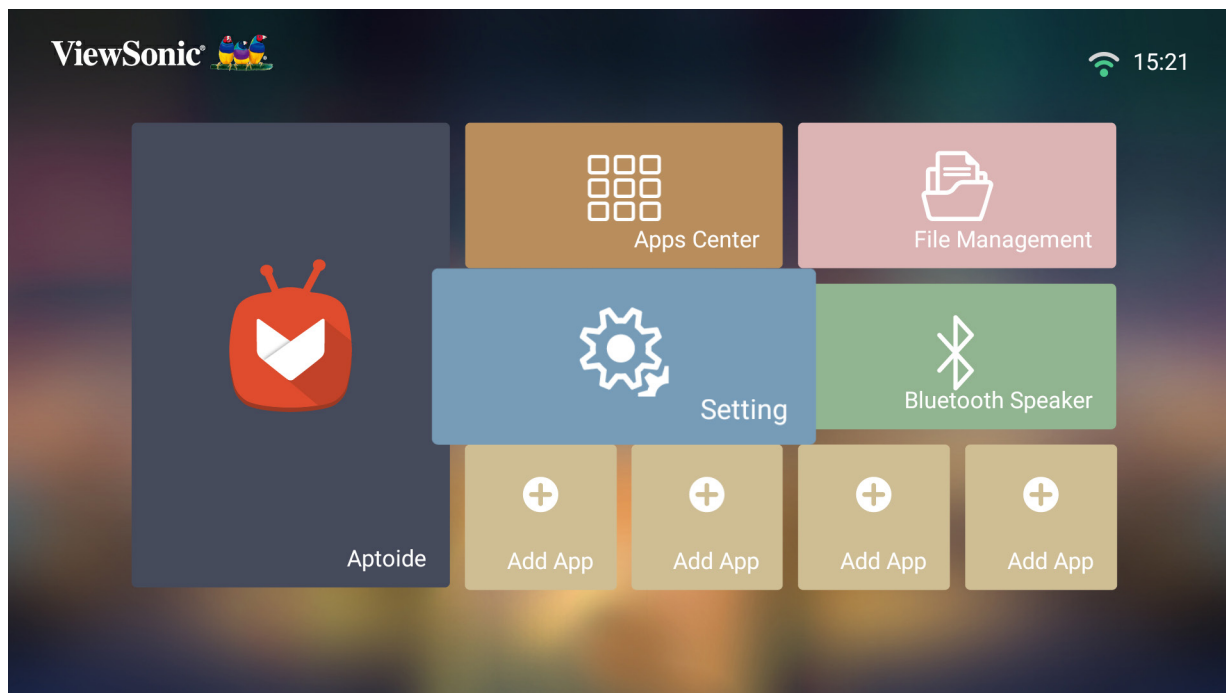 ViewSonic®
15:21
Apps Center
File Management
Setting
Bluetooth Speaker
Aptoide
Add App
Add App
Add App
Add App